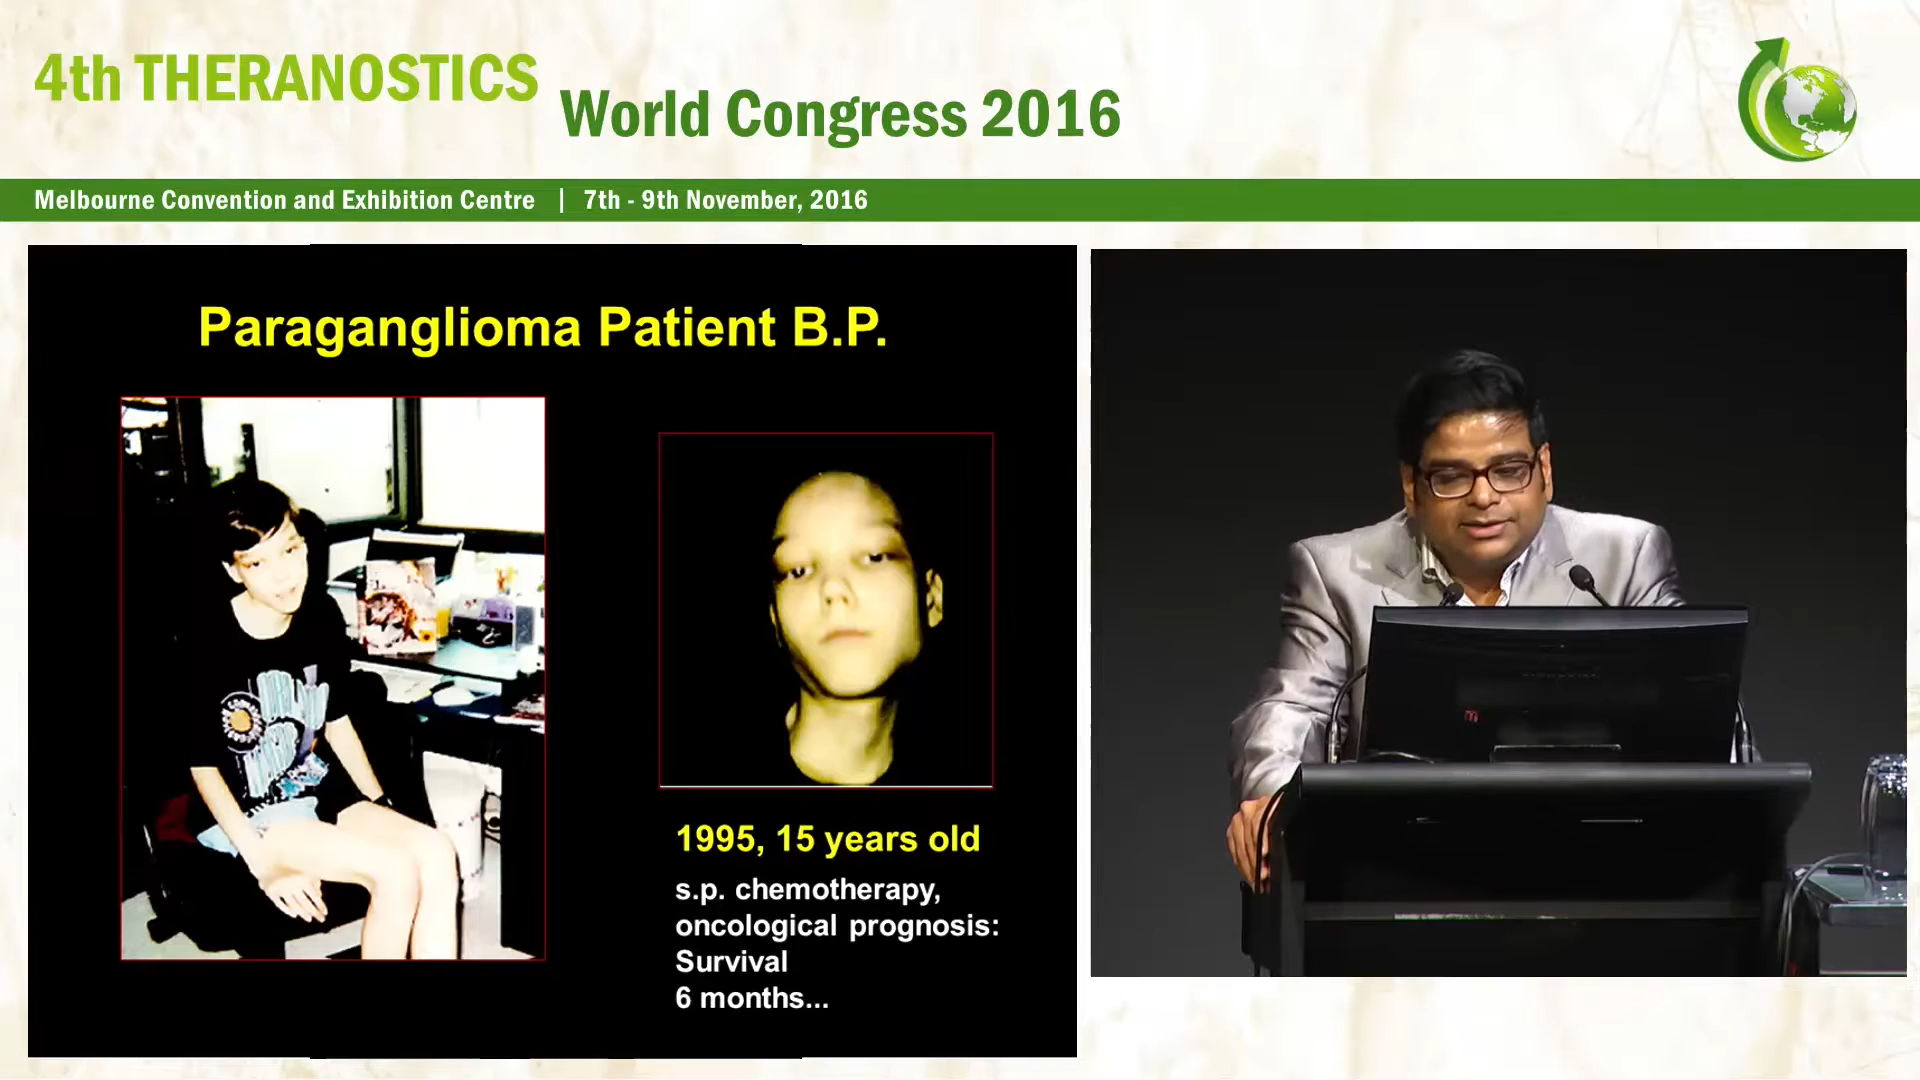 4th THERANOSTICS
World Congress 2016
Melbourne Convention and Exhibition Centre | 7th - 9th November, 2016
Paraganglioma Patient B.P.
1995, 15 years old
s.p. chemotherapy,
oncological prognosis:
Survival
6 months...